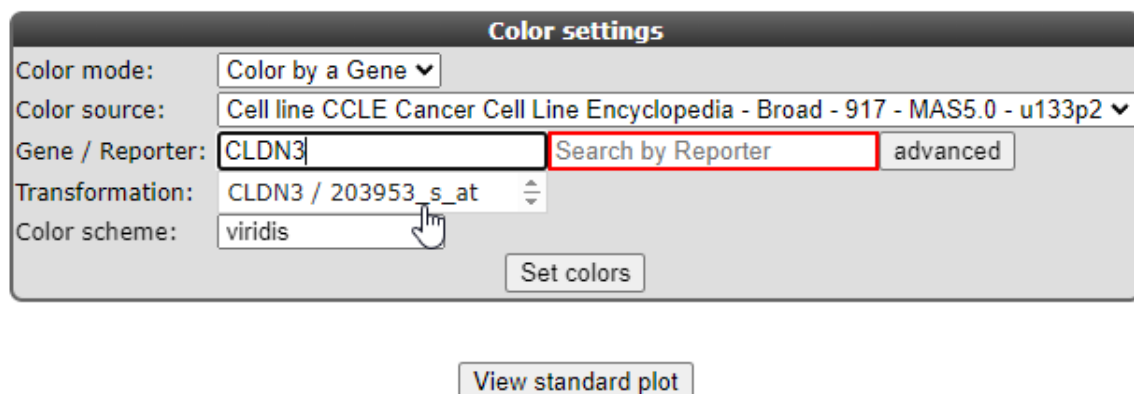 Color settings
Color mode: Color by a Gene
Color source: Cell line CCLE Cancer Cell Line Encyclopedia - Broad - 917 - MAS5.0 - u133p2
Gene / Reporter: CLDN3 Search by Reporter advanced
Transformation: CLDN3 / 203953_s_at
Color scheme: viridis
Set colors
View standard plot